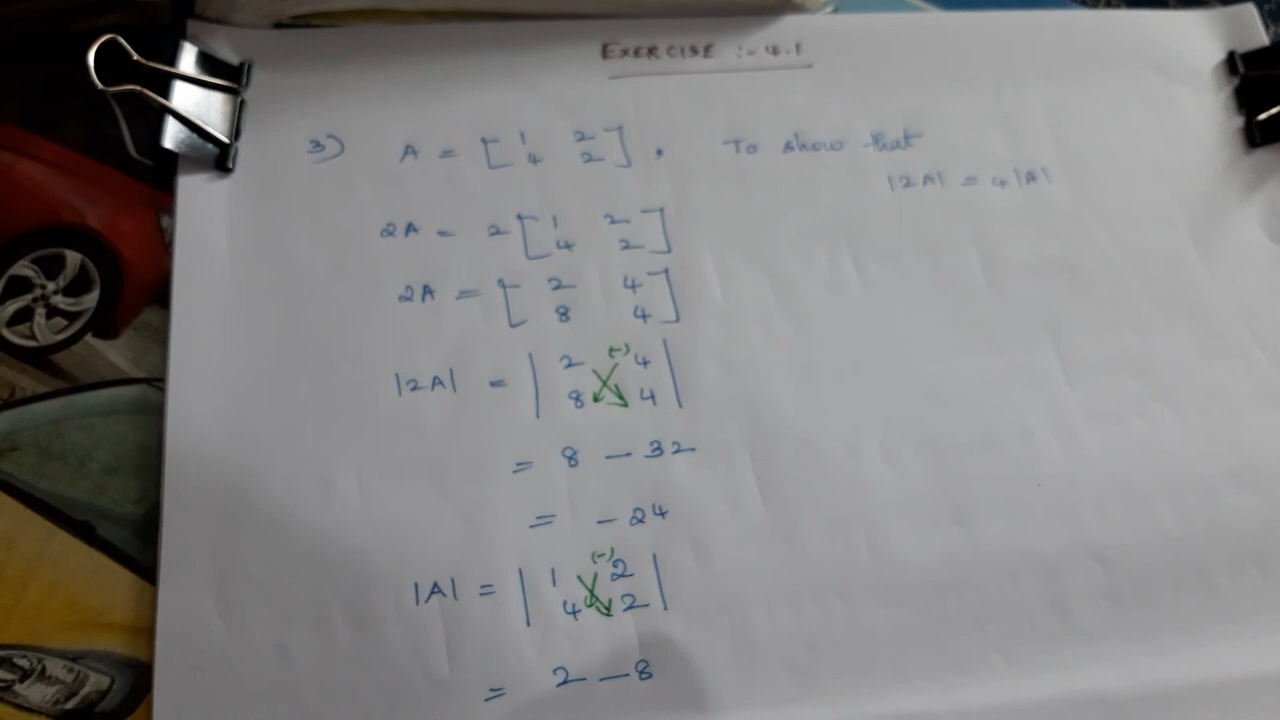 EXERCISE :- 4.1
3) A = [ 1 2
4 2 ] , To show that
|2A| = 4|A|
2A = 2 [ 1 2
4 2 ]
2A = [ 2 4
8 4 ]
|2A| = | 2 (-) 4 |
| 8 4 |
= 8 - 32
= - 24
|A| = | 1 (-) 2 |
| 4 2 |
= 2 - 8